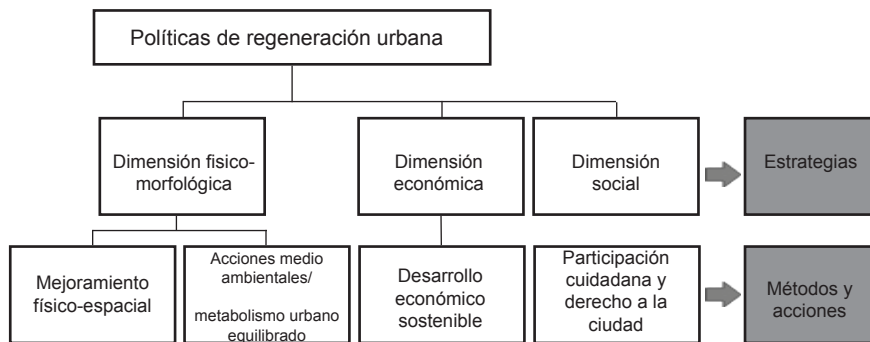 Políticas de regeneración urbana
Dimensión fisico-
morfológica
Dimensión
económica
Dimensión
social
Estrategias
Mejoramiento
físico-espacial
Acciones medio
ambientales/
metabolismo urbano
equilibrado
Desarrollo
económico
sostenible
Participación
cuidadana y
derecho a la
ciudad
Métodos y
acciones